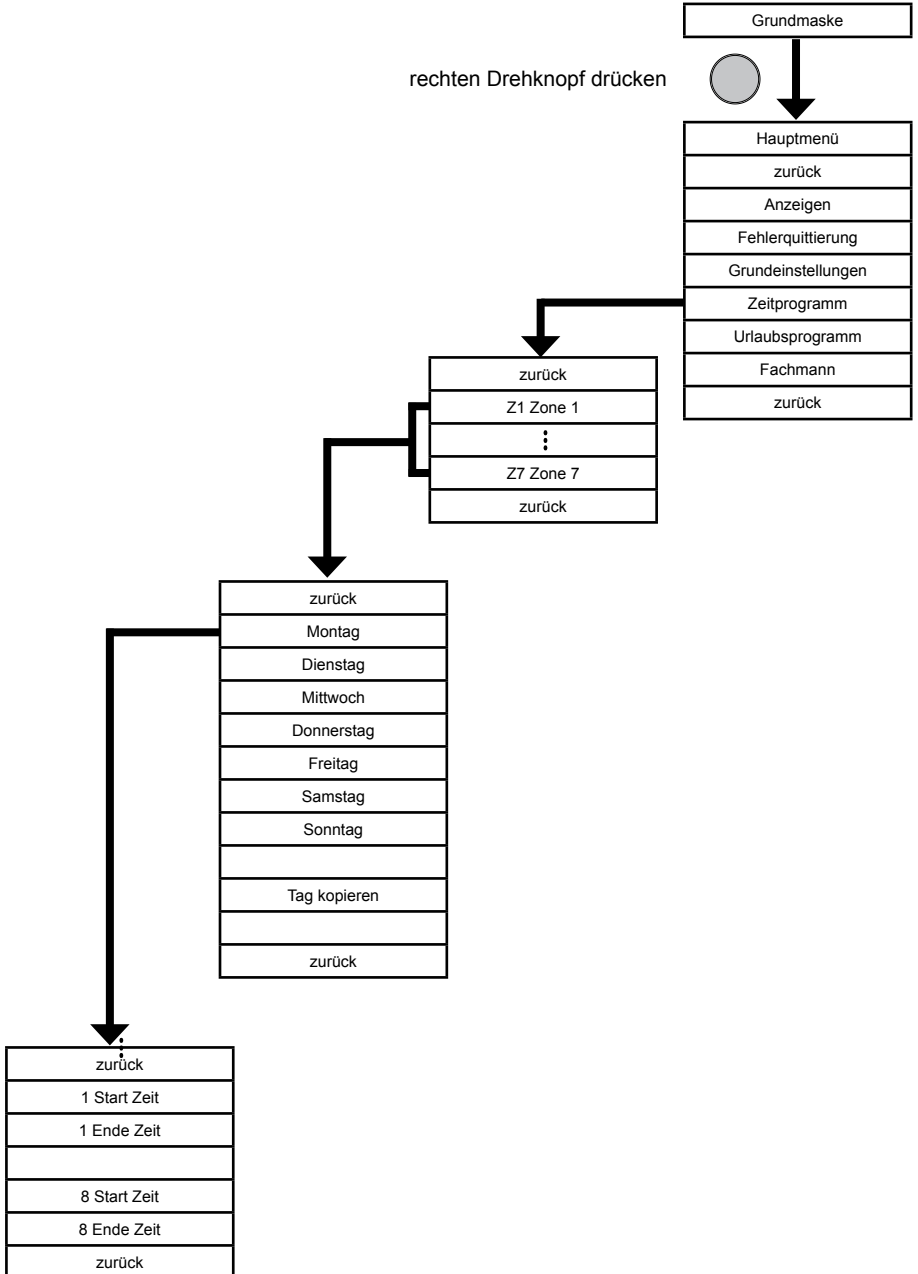 Grundmaske
rechten Drehknopf drücken
Hauptmenü
zurück
Anzeigen
Fehlerquittierung
Grundeinstellungen
Zeitprogramm
Urlaubsprogramm
Fachmann
zurück
zurück
Z1 Zone 1
Z7 Zone 7
zurück
zurück
Montag
Dienstag
Mittwoch
Donnerstag
Freitag
Samstag
Sonntag
Tag kopieren
zurück
zurück
1 Start Zeit
1 Ende Zeit
8 Start Zeit
8 Ende Zeit
zurück